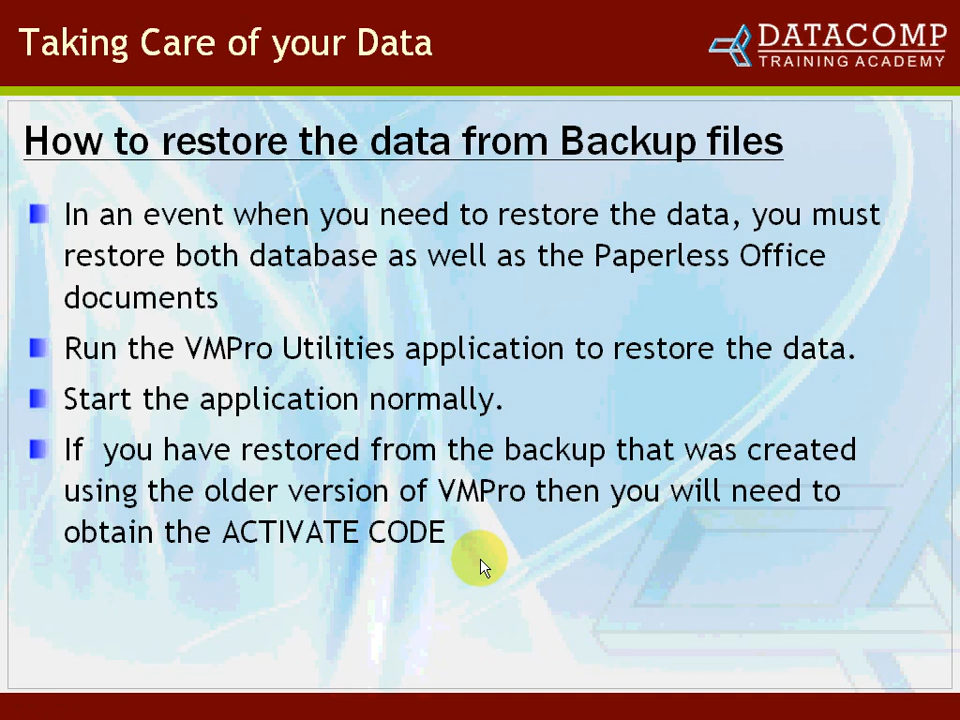 Taking Care of your Data
DATACOMP
TRAINING ACADEMY
How to restore the data from Backup files
In an event when you need to restore the data, you must
restore both database as well as the Paperless Office
documents
Run the VMPro Utilities application to restore the data.
Start the application normally.
If  you have restored from the backup that was created
using the older version of VMPro then you will need to
obtain the ACTIVATE CODE